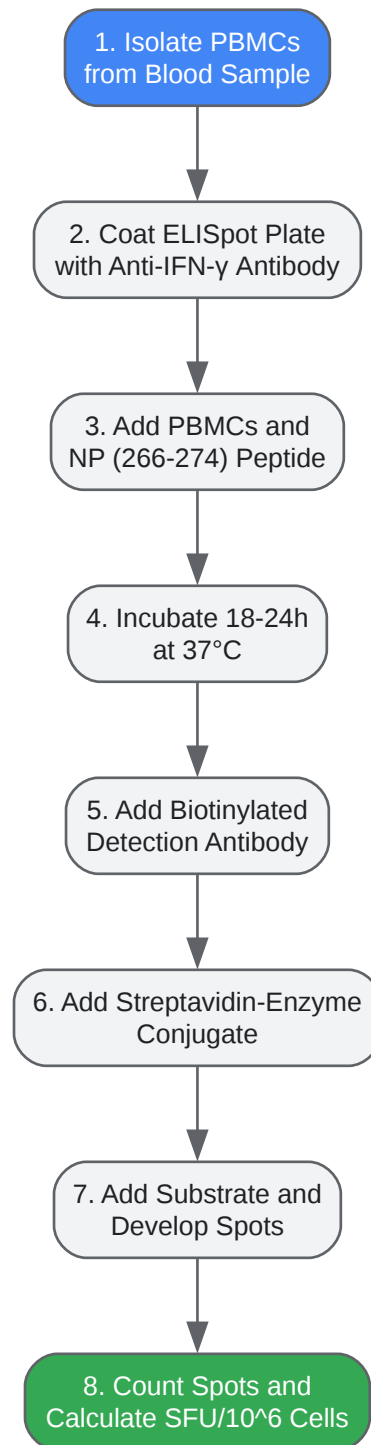 1. Isolate PBMCs
from Blood Sample
2. Coat ELISpot Plate
with Anti-IFN-γ Antibody
3. Add PBMCs and
NP (266-274) Peptide
4. Incubate 18-24h
at 37°C
5. Add Biotinylated
Detection Antibody
6. Add Streptavidin-Enzyme
Conjugate
7. Add Substrate and
Develop Spots
8. Count Spots and
Calculate SFU/10^6 Cells